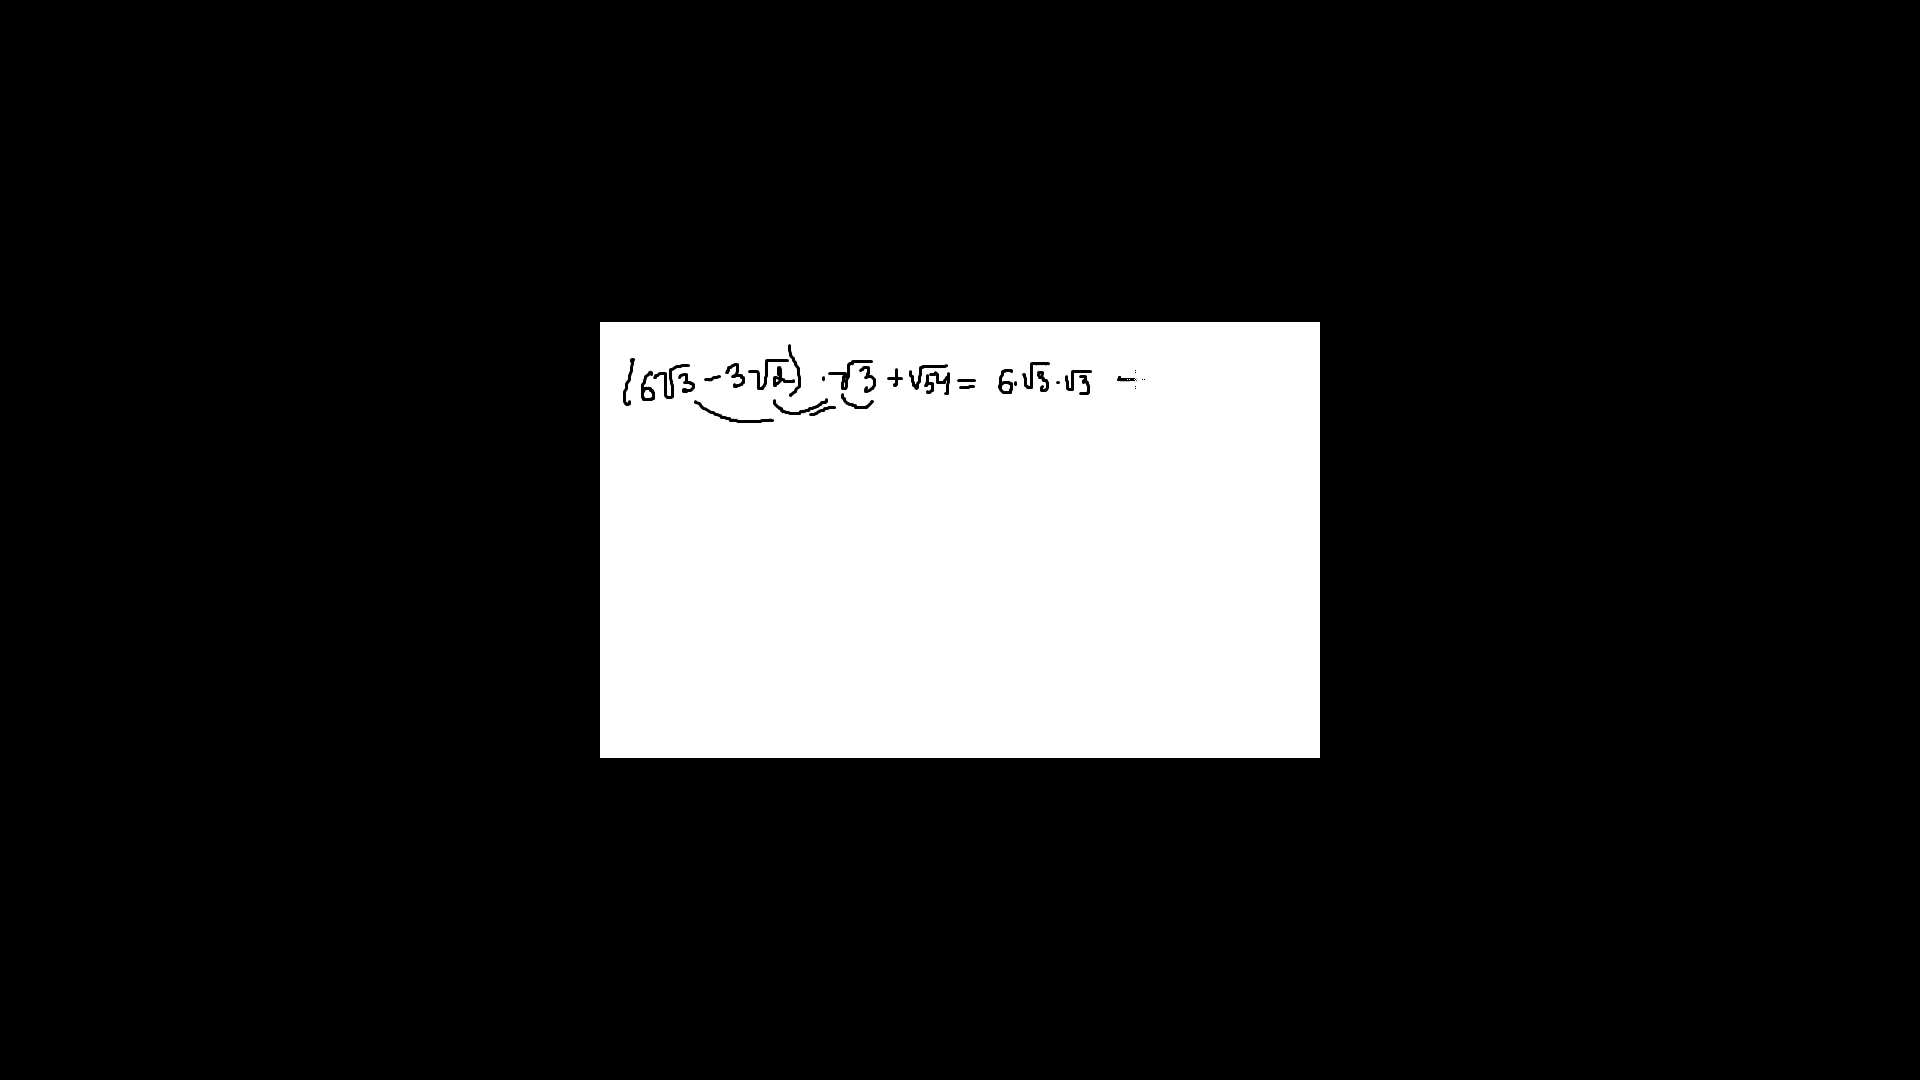 (6√3 - 3√2) · √3 + √54 = 6·√3·√3 -